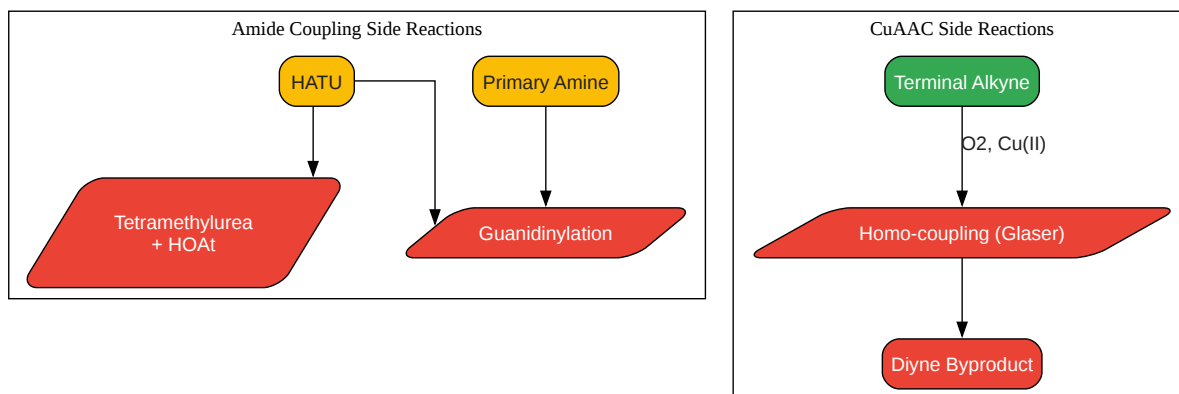 Amide Coupling Side Reactions
HATU
Primary Amine
Tetramethylurea
+ HOAt
Guanidinylation
CuAAC Side Reactions
Terminal Alkyne
O2, Cu(II)
Homo-coupling (Glaser)
Diyne Byproduct